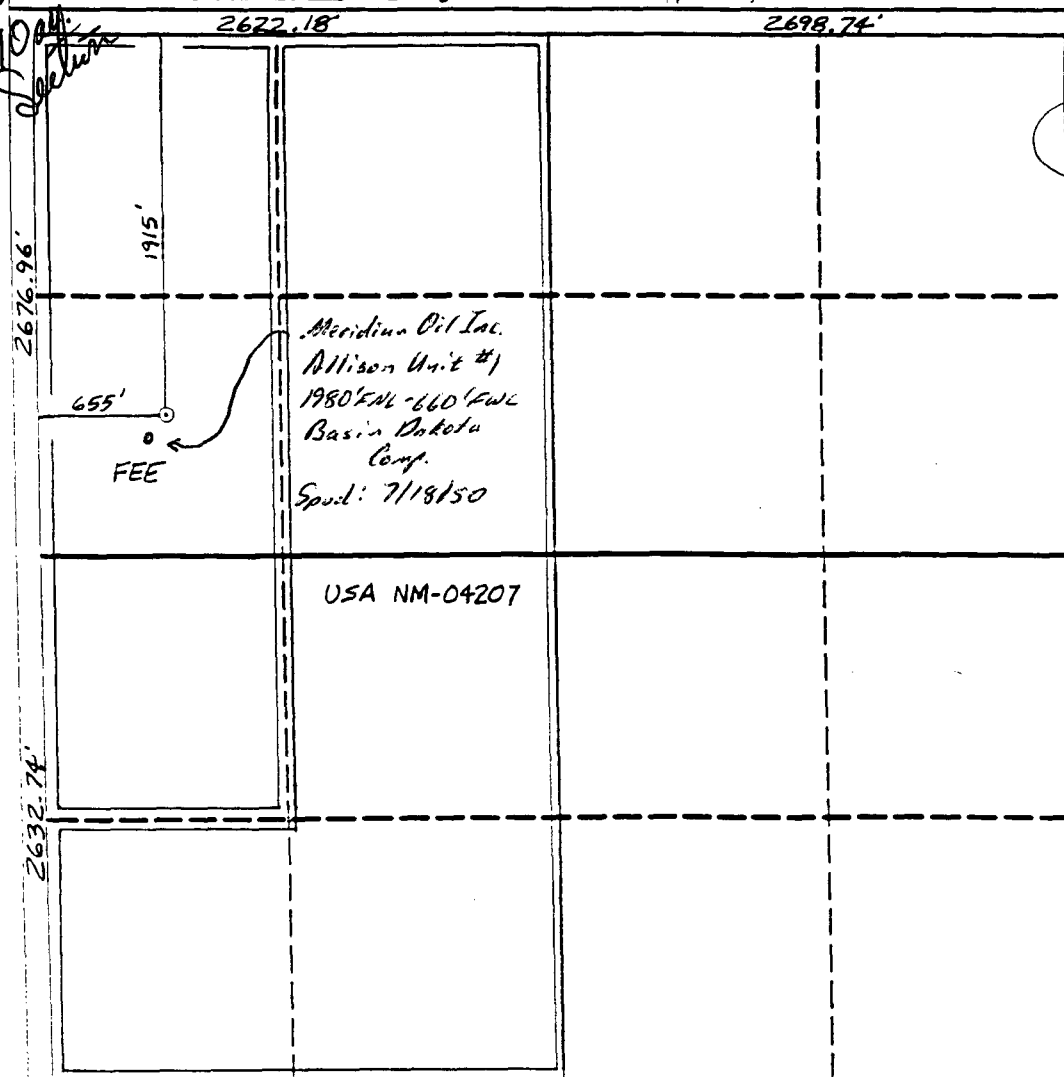 2622.18'
2698.74'
1915'
2676.96'
655'
FEE
Meridian Oil Inc.
Allison Unit #1
1980'FNL-660'FWL
Basin Dakota
Comp.
Spud: 7/18/50
USA NM-04207
2632.74'